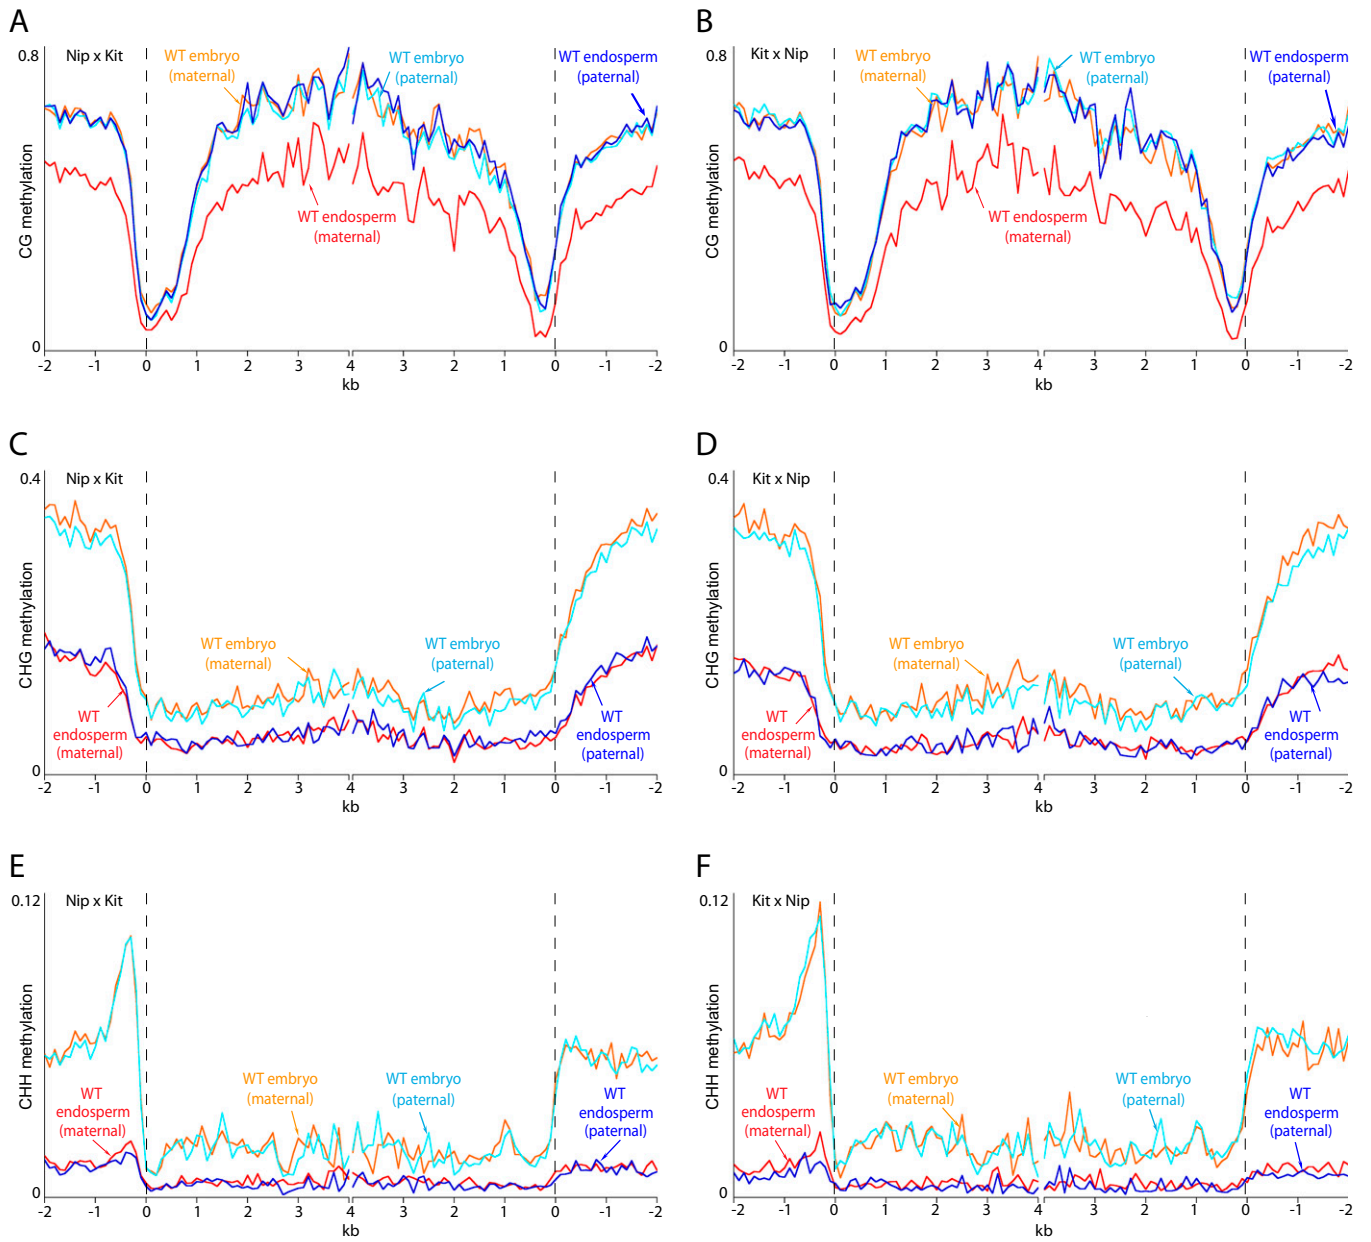 A
Nip x Kit
WT embryo
(maternal)
WT embryo
(paternal)
WT endosperm
(paternal)
WT endosperm
(maternal)
0.8
CG methylation
0
-2 -1 0 1 2 3 4 3 2 1 0 -1 -2
kb
B
Kit x Nip
WT embryo
(maternal)
WT embryo
(paternal)
WT endosperm
(paternal)
WT endosperm
(maternal)
0.8
CG methylation
0
-2 -1 0 1 2 3 4 3 2 1 0 -1 -2
kb
C
Nip x Kit
0.4
CHG methylation
0
WT embryo
(maternal)
WT embryo
(paternal)
WT
endosperm
(maternal)
WT
endosperm
(paternal)
-2 -1 0 1 2 3 4 3 2 1 0 -1 -2
kb
D
Kit x Nip
0.4
CHG methylation
0
WT embryo
(maternal)
WT embryo
(paternal)
WT
endosperm
(maternal)
WT
endosperm
(paternal)
-2 -1 0 1 2 3 4 3 2 1 0 -1 -2
kb
E
Nip x Kit
0.12
CHH methylation
0
WT
endosperm
(maternal)
WT embryo
(maternal)
WT embryo
(paternal)
WT
endosperm
(paternal)
-2 -1 0 1 2 3 4 3 2 1 0 -1 -2
kb
F
Kit x Nip
0.12
CHH methylation
0
WT
endosperm
(maternal)
WT embryo
(maternal)
WT embryo
(paternal)
WT
endosperm
(paternal)
-2 -1 0 1 2 3 4 3 2 1 0 -1 -2
kb